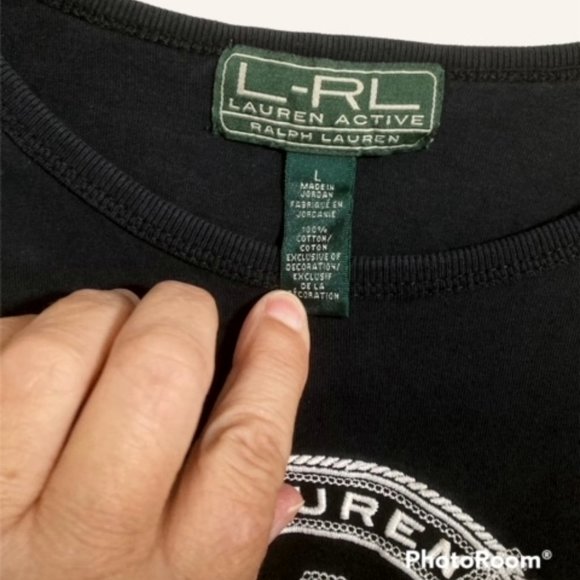 L-RL
LAUREN ACTIVE
RALPH LAUREN
L
MADE IN
JORDAN
FABRIQUÉ EN
JORDANIE
100%
COTTON/
COTON
EXCLUSIVE OF
DECORATION/
EXCLUSIF
DE LA
DÉCORATION
UREN
PhotoRoom®